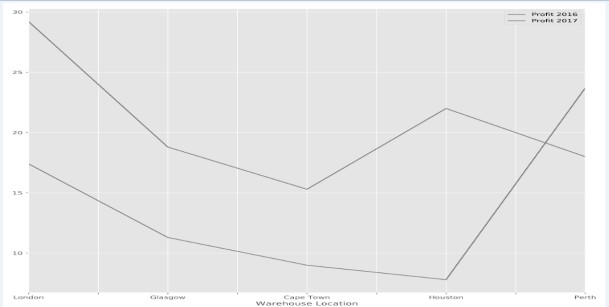 30
Profit 2016
Profit 2017
25
20
15
10
London Glasgow Cape Town Houston Perth
Warehouse Location